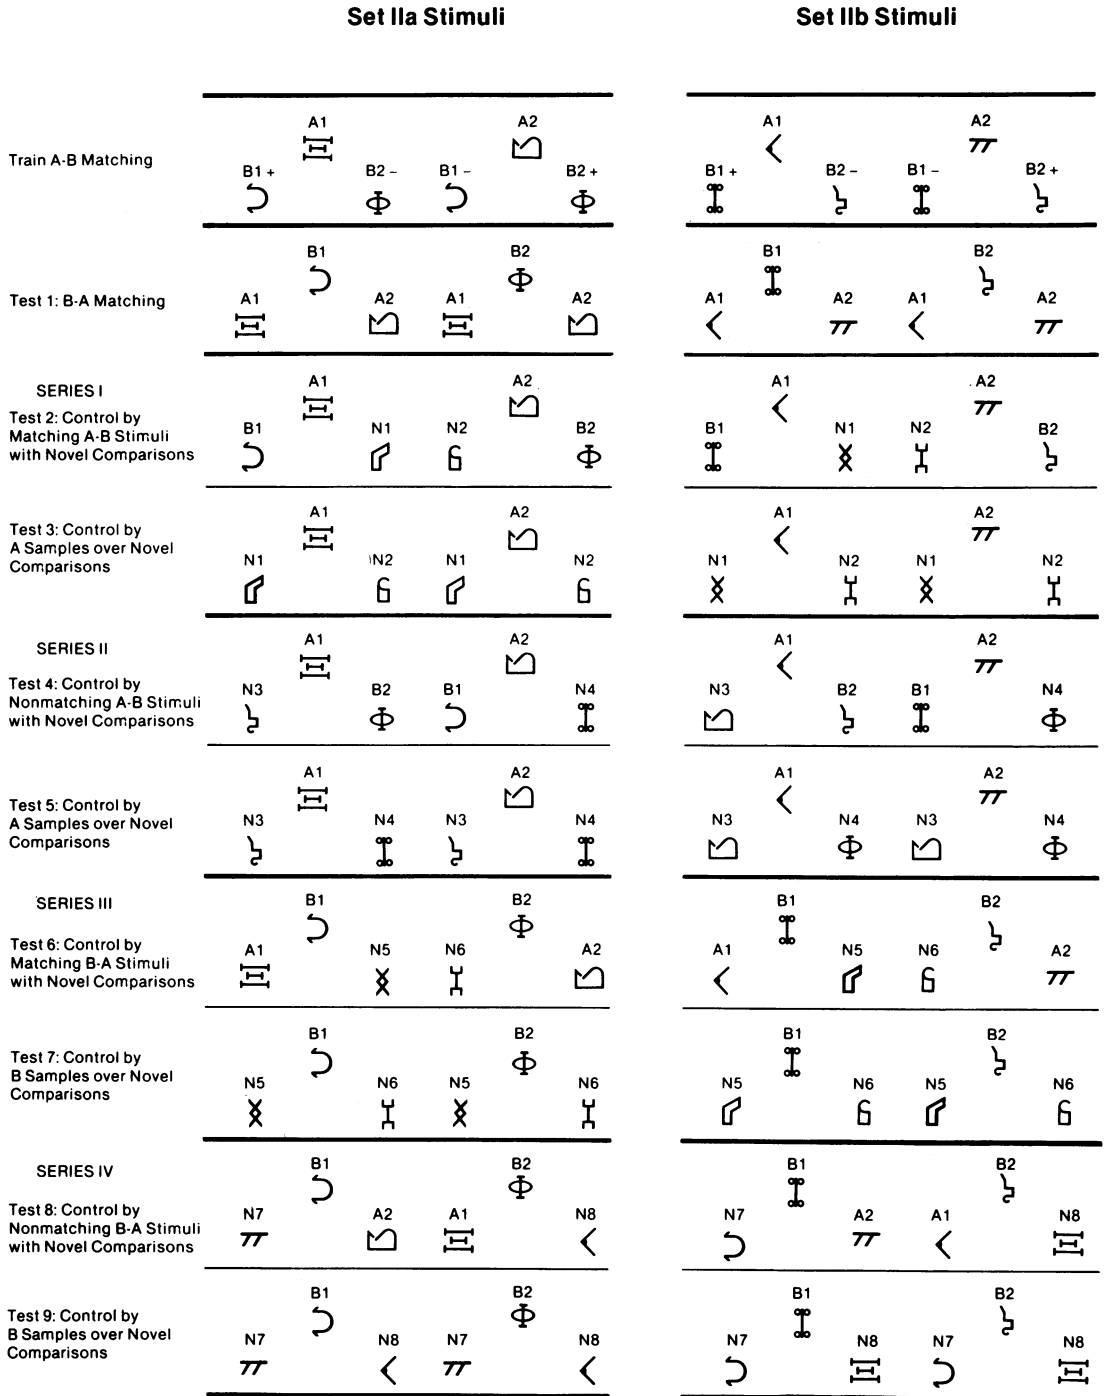 Set IIa Stimuli Set IIb Stimuli
A1 A2 A1 A2
Train A-B Matching
B1 + B2 – B1 – B2 + B1 + B2 – B1 – B2 +
B1 B2 B1 B2
Test 1: B-A Matching
A1 A2 A1 A2 A1 A2 A1 A2
SERIES I
A1 A2 A1 A2
Test 2: Control by
Matching A-B Stimuli
with Novel Comparisons
B1 N1 N2 B2 B1 N1 N2 B2
A1 A2 A1 A2
Test 3: Control by
A Samples over Novel
Comparisons
N1 N2 N1 N2 N1 N2 N1 N2
SERIES II
A1 A2 A1 A2
Test 4: Control by
Nonmatching A-B Stimuli
with Novel Comparisons
N3 B2 B1 N4 N3 B2 B1 N4
A1 A2 A1 A2
Test 5: Control by
A Samples over Novel
Comparisons
N3 N4 N3 N4 N3 N4 N3 N4
SERIES III
B1 B2 B1 B2
Test 6: Control by
Matching B-A Stimuli
with Novel Comparisons
A1 N5 N6 A2 A1 N5 N6 A2
B1 B2 B1 B2
Test 7: Control by
B Samples over Novel
Comparisons
N5 N6 N5 N6 N5 N6 N5 N6
SERIES IV
B1 B2 B1 B2
Test 8: Control by
Nonmatching B-A Stimuli
with Novel Comparisons
N7 A2 A1 N8 N7 A2 A1 N8
B1 B2 B1 B2
Test 9: Control by
B Samples over Novel
Comparisons
N7 N8 N7 N8 N7 N8 N7 N8